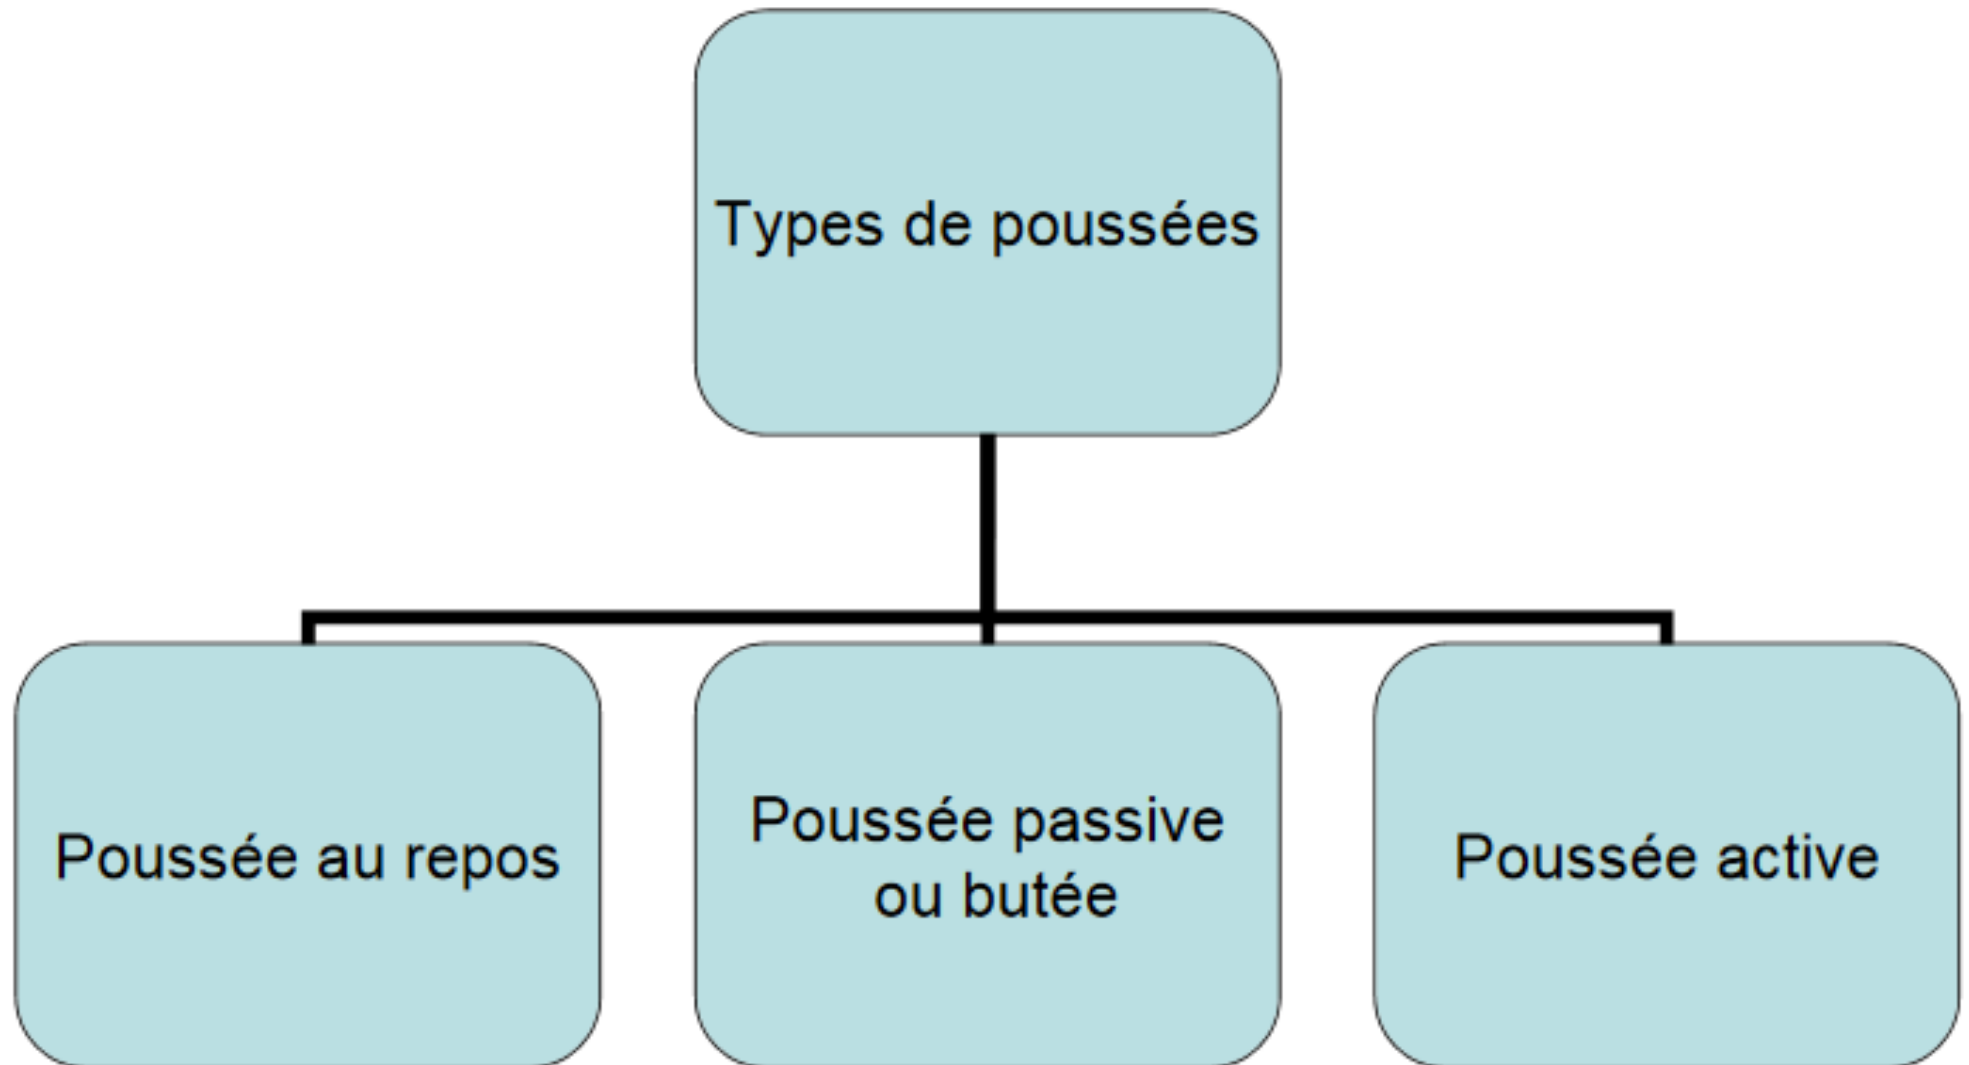 Types de poussées
Poussée au repos
Poussée passive
ou butée
Poussée active